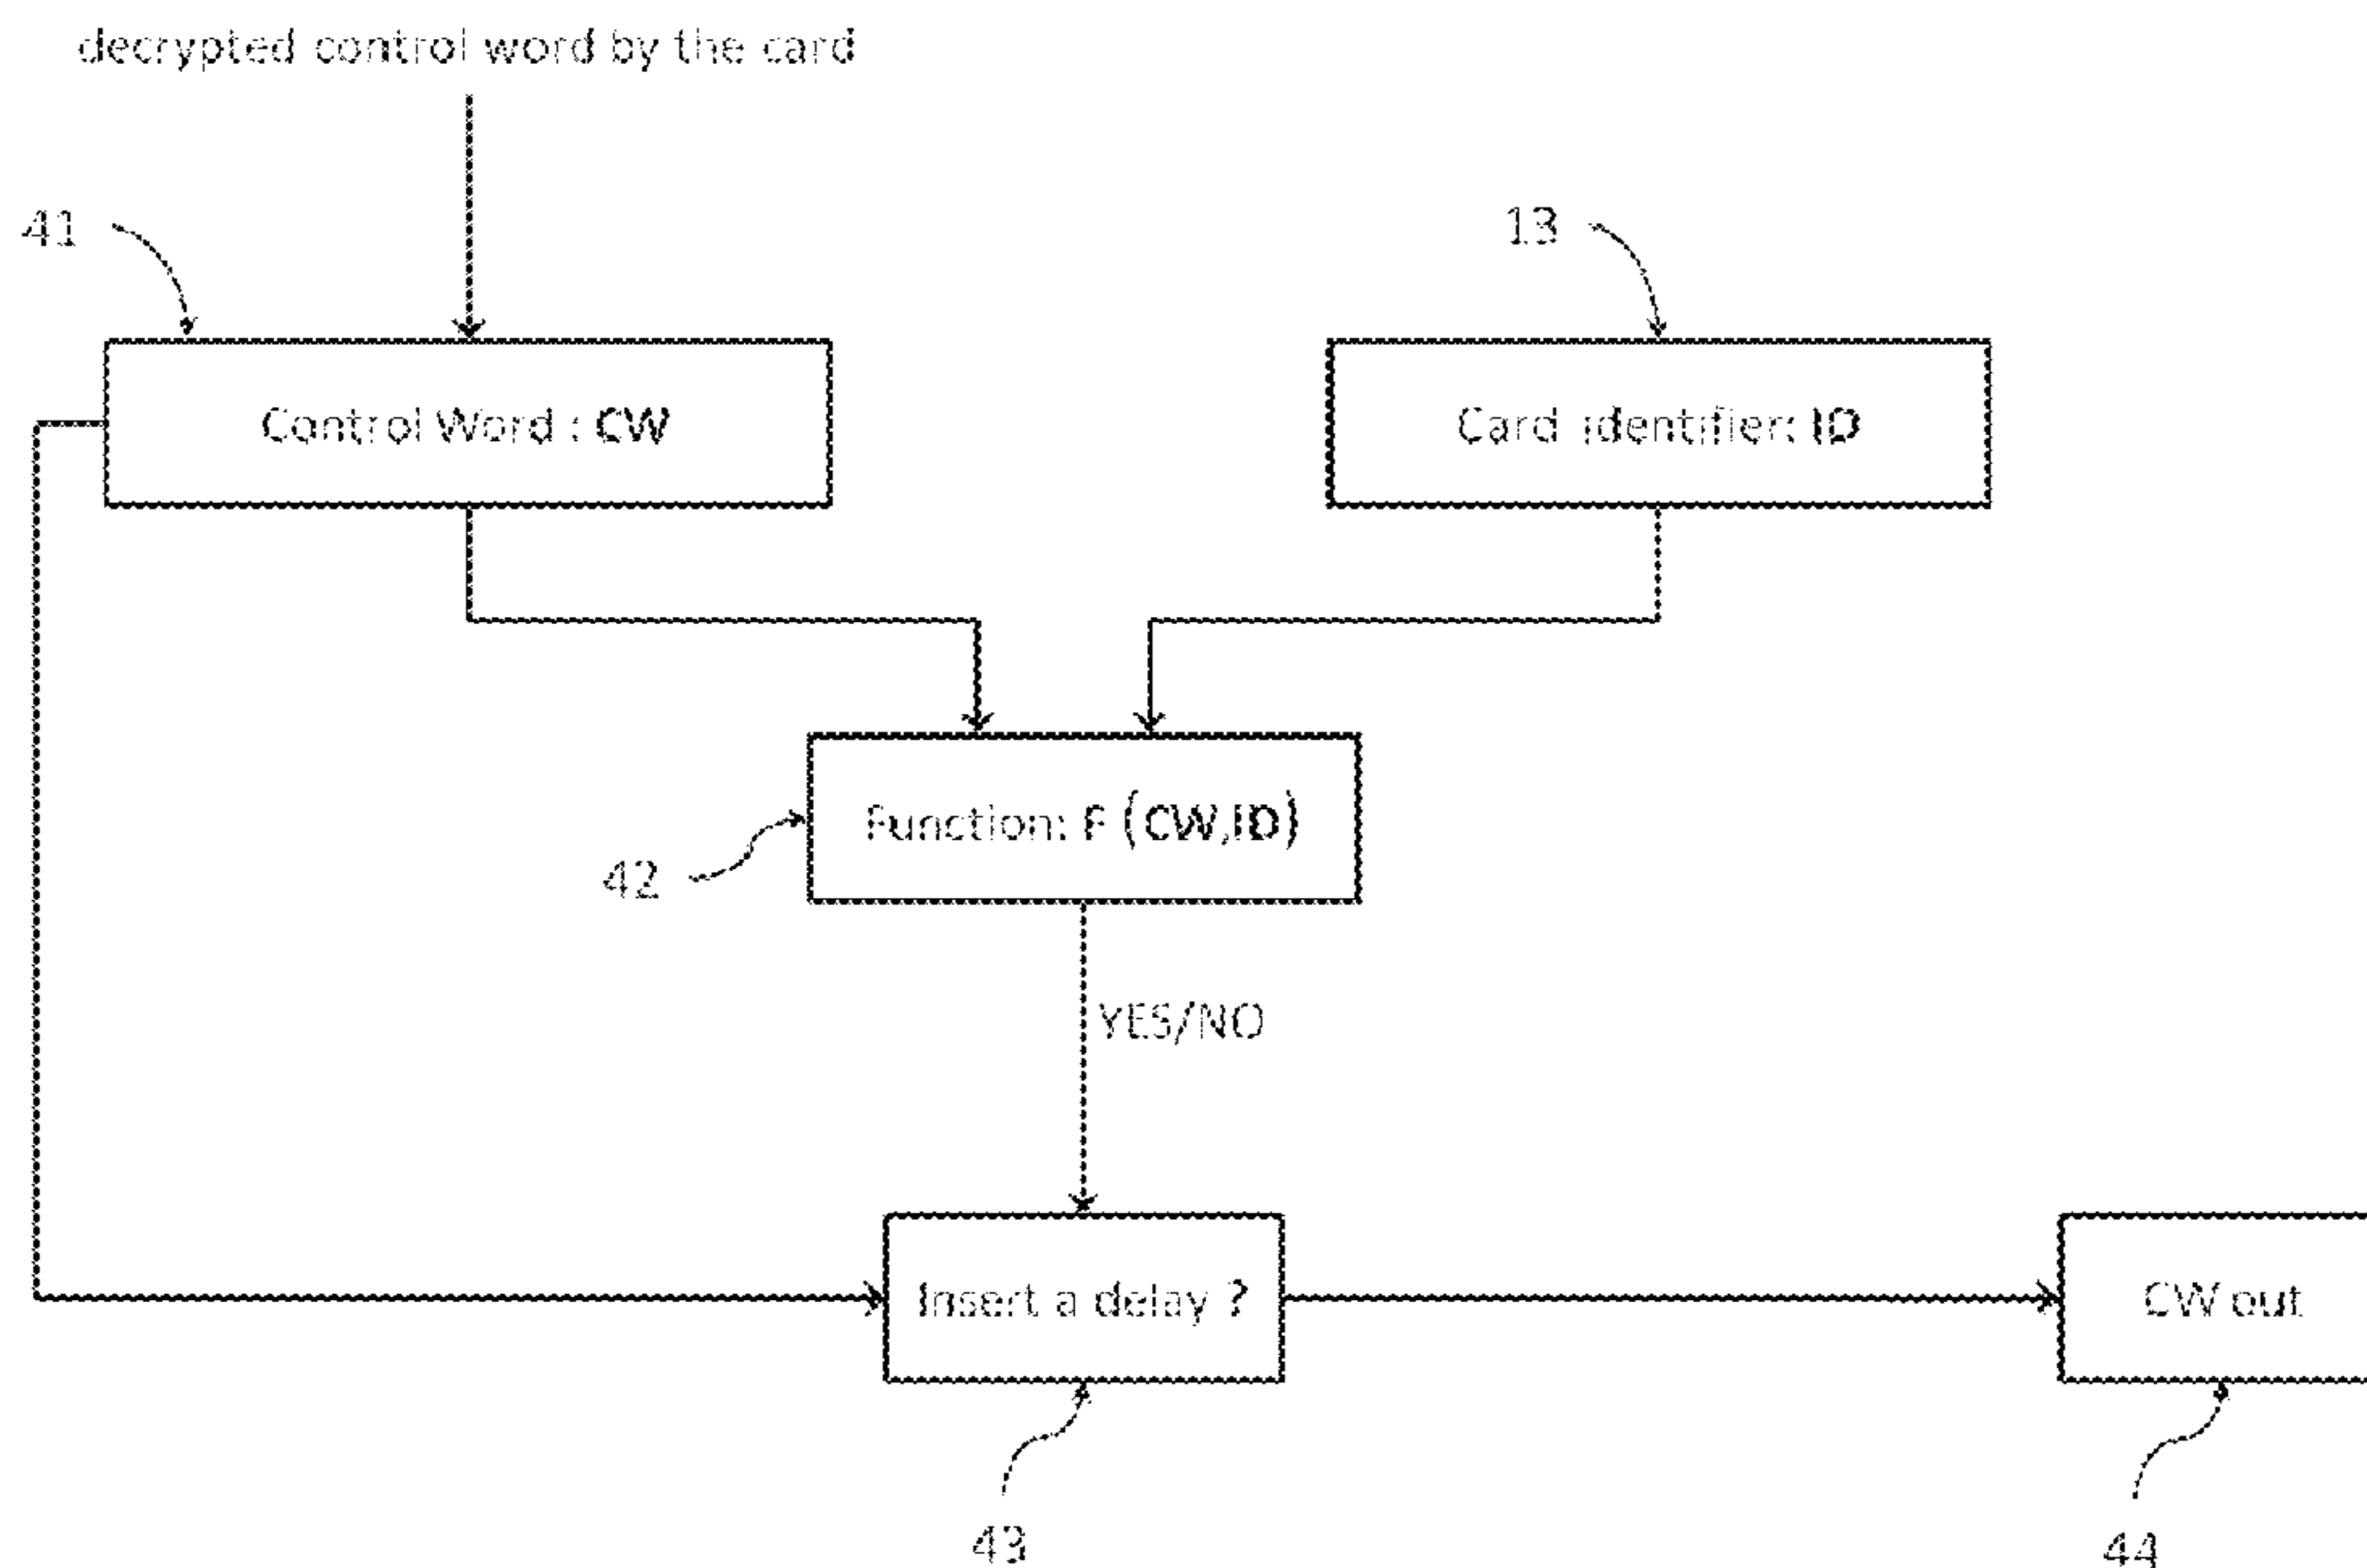 decrypted control word by the card
41
13
Control Word : CW
Card identifier: ID
Function: F (CW,ID)
42
YES/NO
Insert a delay ?
CW out
43
44